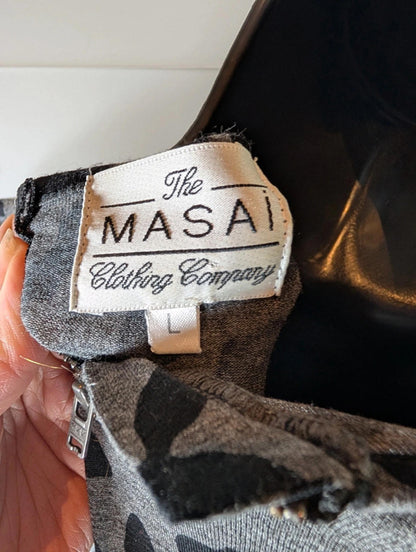 The
MASAi
Clothing Company
L